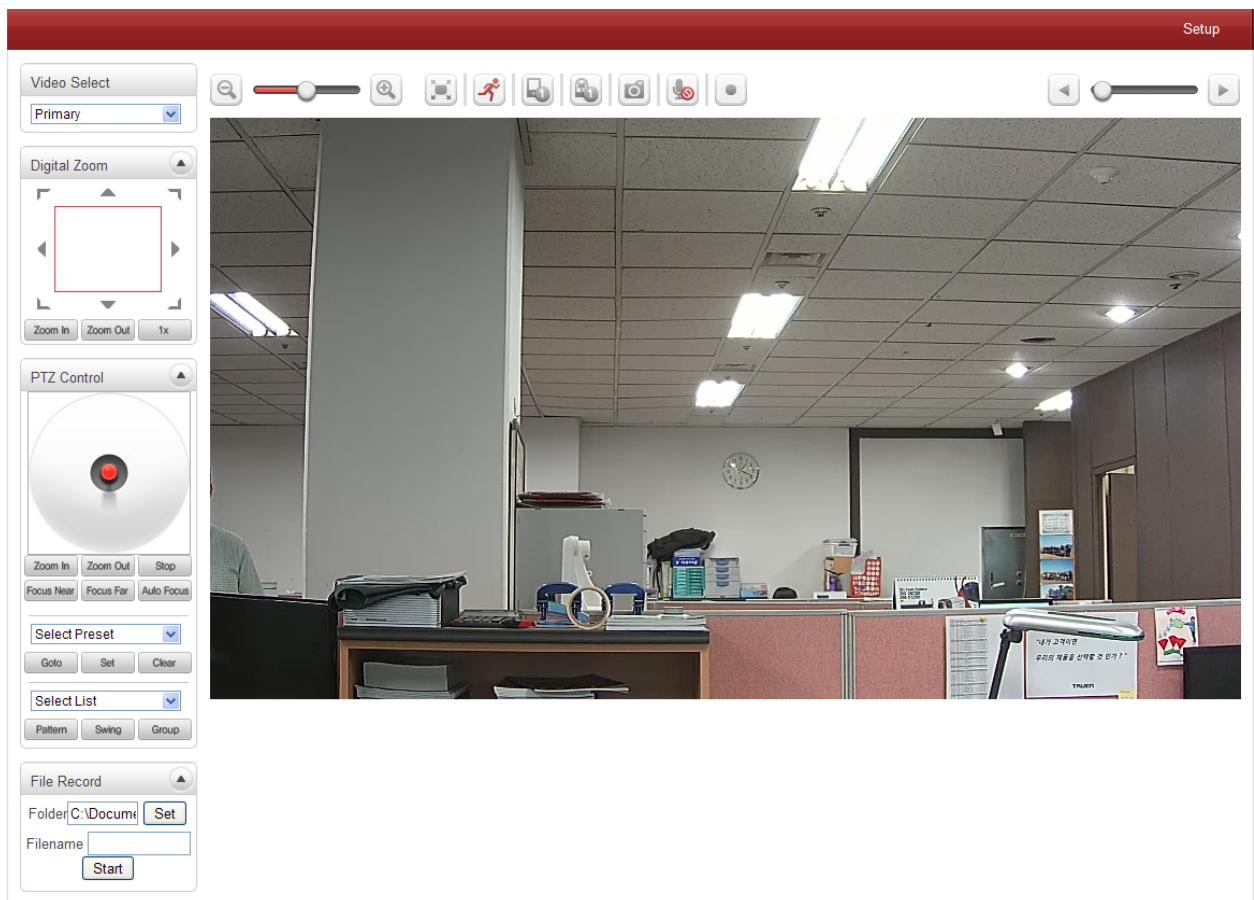 Setup
Video Select
Primary
Digital Zoom
Zoom In Zoom Out 1x
PTZ Control
Zoom In Zoom Out Stop
Focus Near Focus Far Auto Focus
Select Preset
Goto Set Clear
Select List
Pattern Swing Group
File Record
Folder C:\Docume Set
Filename
Start
"내가 고객이면
우리의 제품을 선택할 것 인가 ? "
TRUEN